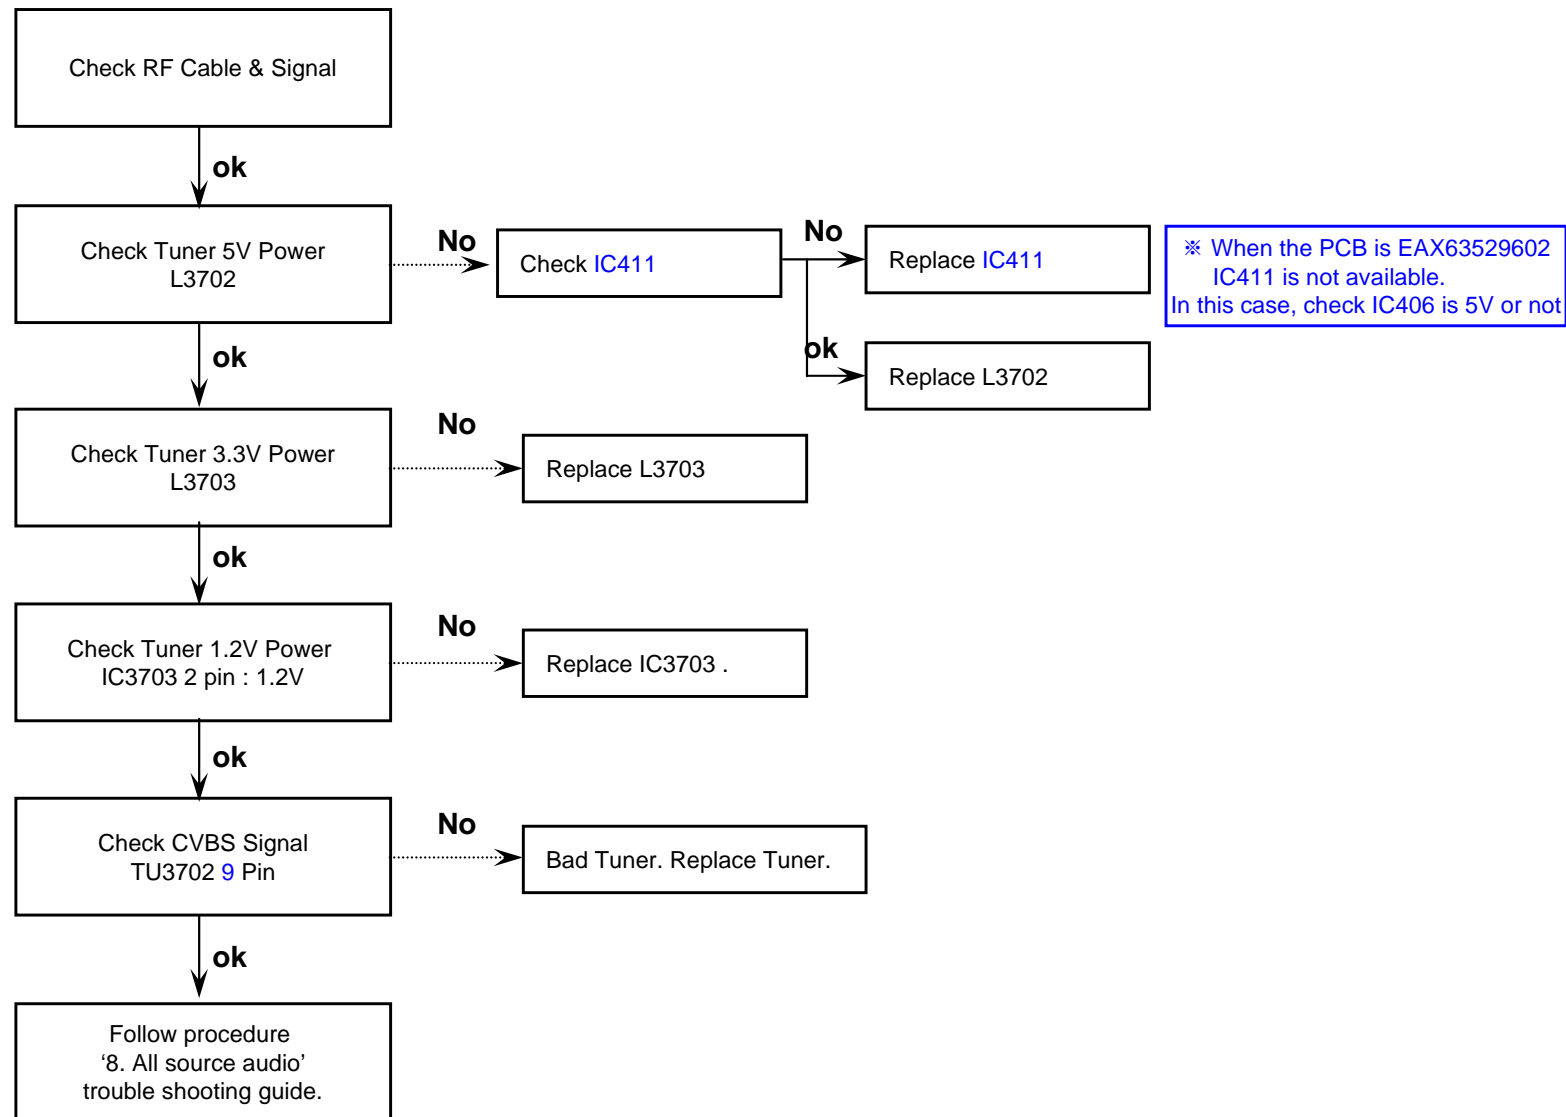 Check RF Cable & Signal
ok
Check Tuner 5V Power
L3702
No
Check IC411
No
Replace IC411
※ When the PCB is EAX63529602
IC411 is not available.
In this case, check IC406 is 5V or not
ok
Replace L3702
ok
Check Tuner 3.3V Power
L3703
No
Replace L3703
ok
Check Tuner 1.2V Power
IC3703 2 pin : 1.2V
No
Replace IC3703 .
ok
Check CVBS Signal
TU3702 9 Pin
No
Bad Tuner. Replace Tuner.
ok
Follow procedure
‘8. All source audio’
trouble shooting guide.